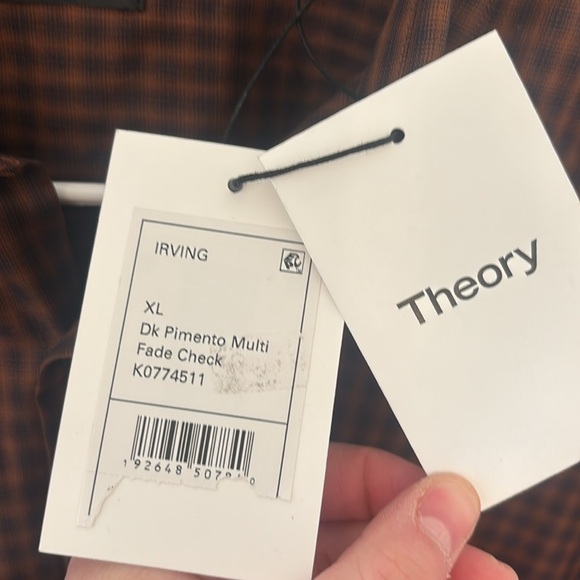 IRVING
XL
Dk Pimento Multi
Fade Check
K0774511
Theory